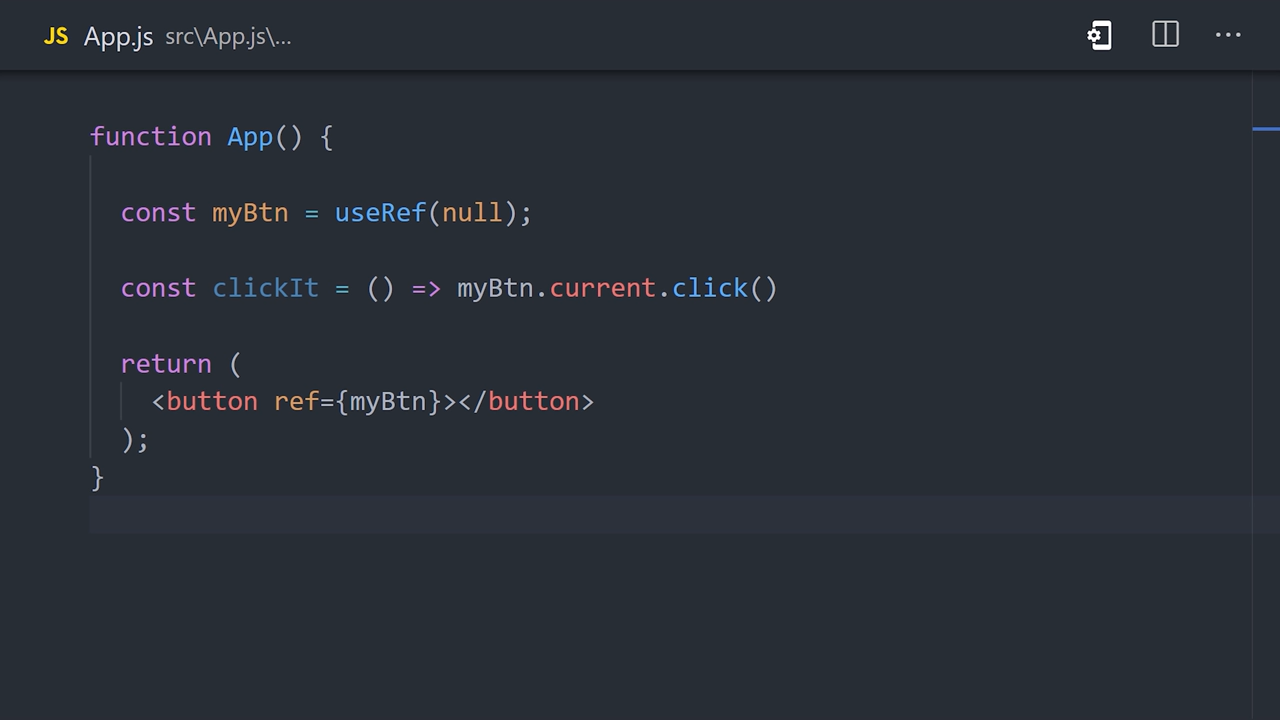 JS App.js src\App.js\...
function App() {
const myBtn = useRef(null);
const clickIt = () => myBtn.current.click()
return (
<button ref={myBtn}></button>
);
}